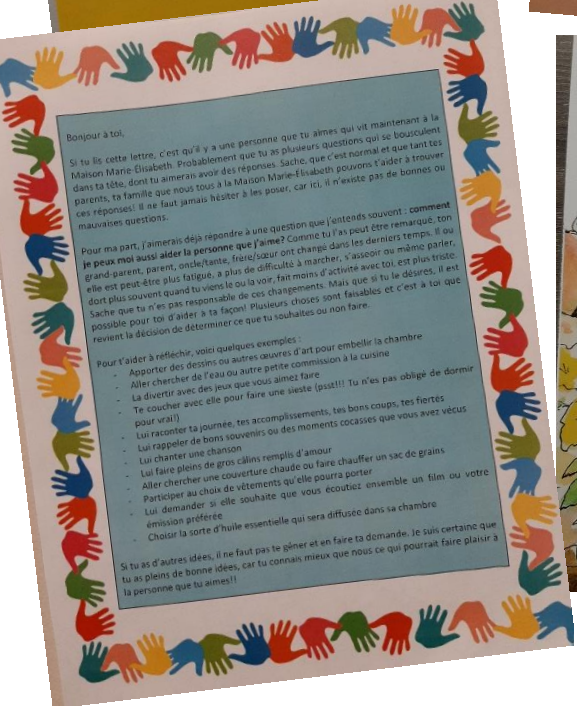 Bonjour à toi,
Si tu lis cette lettre, c'est qu'il y a une personne que tu aimes qui vit maintenant à la
Maison Marie-Élisabeth. Probablement que tu as plusieurs questions qui se bousculent
dans ta tête, dont tu aimerais avoir des réponses. Sache, que c'est normal et que tant tes
parents, ta famille que nous tous à la Maison Marie-Élisabeth pouvons t'aider à trouver
ces réponses! Il ne faut jamais hésiter à les poser, car ici, il n'existe pas de bonnes ou
mauvaises questions.
Pour ma part, j'aimerais déjà répondre à une question que j'entends souvent : comment
je peux moi aussi aider la personne que j'aime? Comme tu l'as peut être remarqué, ton
grand-parent, parent, oncle/tante, frère/sœur ont changé dans les derniers temps. Il ou
elle est peut-être plus fatigué, a plus de difficulté à marcher, s'asseoir ou même parler,
dort plus souvent quand tu viens le ou la voir, fait moins d'activité avec toi, est plus triste.
Sache que tu n'es pas responsable de ces changements. Mais que si tu le désires, il est
possible pour toi d'aider à ta façon! Plusieurs choses sont faisables et c'est à toi que
revient la décision de déterminer ce que tu souhaites ou non faire.
Pour t'aider à réfléchir, voici quelques exemples :
- Apporter des dessins ou autres œuvres d'art pour embellir la chambre
- Aller chercher de l'eau ou autre petite commission à la cuisine
- La divertir avec des jeux que vous aimez faire
- Te coucher avec elle pour faire une sieste (psst!!! Tu n'es pas obligé de dormir
pour vrai!)
- Lui raconter ta journée, tes accomplissements, tes bons coups, tes fiertés
- Lui rappeler de bons souvenirs ou des moments cocasses que vous avez vécus
- Lui chanter une chanson
- Lui faire pleins de gros câlins remplis d'amour
- Aller chercher une couverture chaude ou faire chauffer un sac de grains
- Participer au choix de vêtements qu'elle pourra porter
- Lui demander si elle souhaite que vous écoutiez ensemble un film ou votre
émission préférée
- Choisir la sorte d'huile essentielle qui sera diffusée dans sa chambre
Si tu as d'autres idées, il ne faut pas te gêner et en faire ta demande. Je suis certaine que
tu as pleins de bonne idées, car tu connais mieux que nous ce qui pourrait faire plaisir à
la personne que tu aimes!!